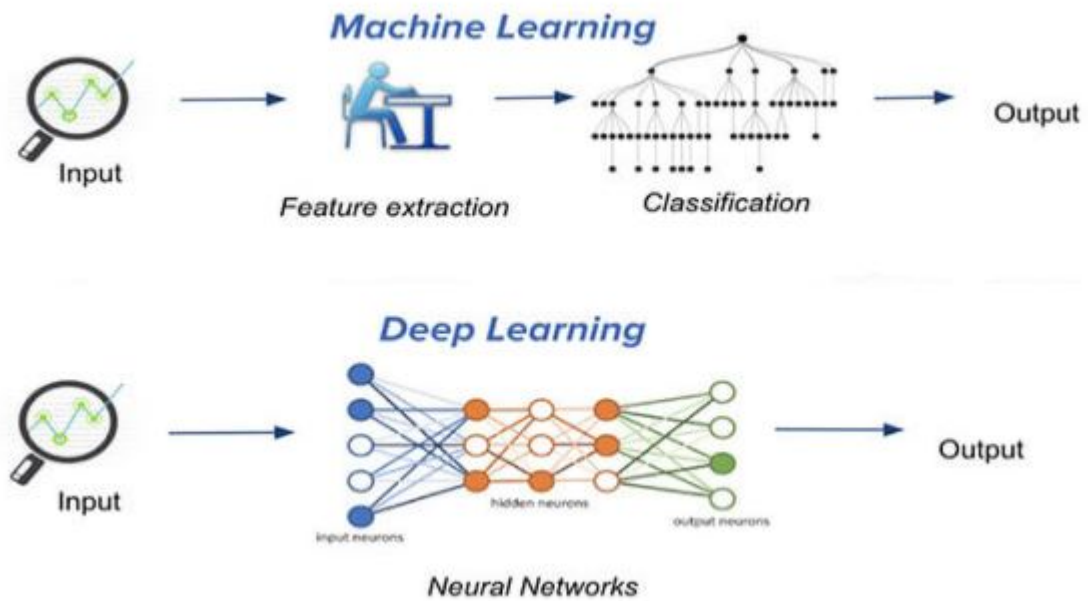 Machine Learning
Input
Feature extraction
Classification
Output
Deep Learning
Input
input neurons
hidden neurons
output neurons
Output
Neural Networks